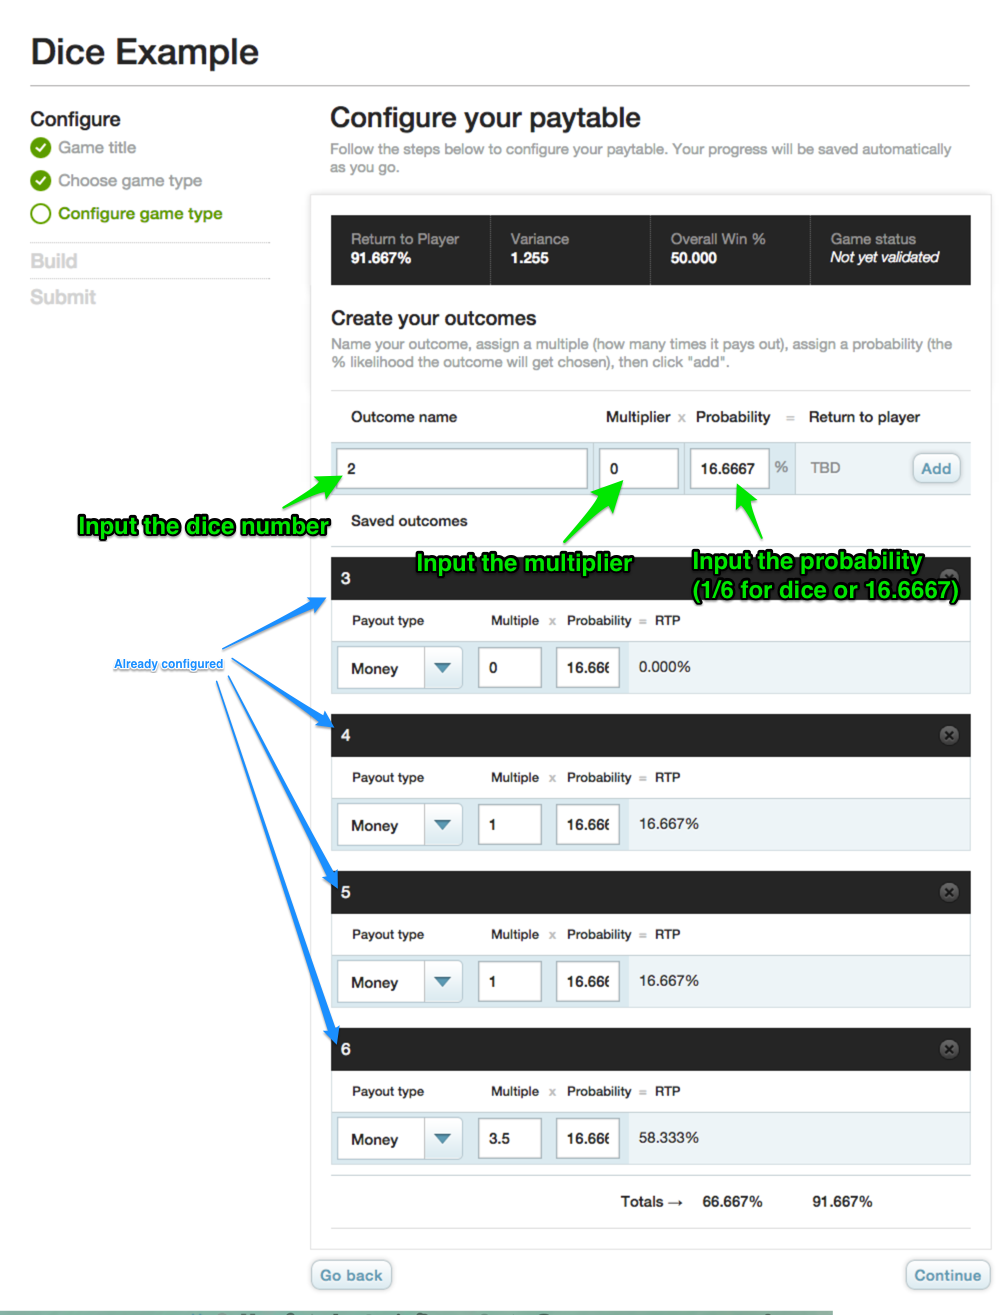 Dice Example
Configure
Game title
Choose game type
Configure game type
Build
Submit
Configure your paytable
Follow the steps below to configure your paytable. Your progress will be saved automatically
as you go.
Return to Player
91.667%
Variance
1.255
Overall Win %
50.000
Game status
Not yet validated
Create your outcomes
Name your outcome, assign a multiple (how many times it pays out), assign a probability (the
% likelihood the outcome will get chosen), then click "add".
Outcome name Multiplier x Probability = Return to player
2 0 16.6667 % TBD Add
Input the dice number
Saved outcomes
Input the multiplier
Input the probability
(1/6 for dice or 16.6667)
3
Payout type Multiple x Probability = RTP
Already configured
Money 0 16.666 0.000%
4
Payout type Multiple x Probability = RTP
Money 1 16.666 16.667%
5
Payout type Multiple x Probability = RTP
Money 1 16.666 16.667%
6
Payout type Multiple x Probability = RTP
Money 3.5 16.666 58.333%
Totals → 66.667% 91.667%
Go back Continue